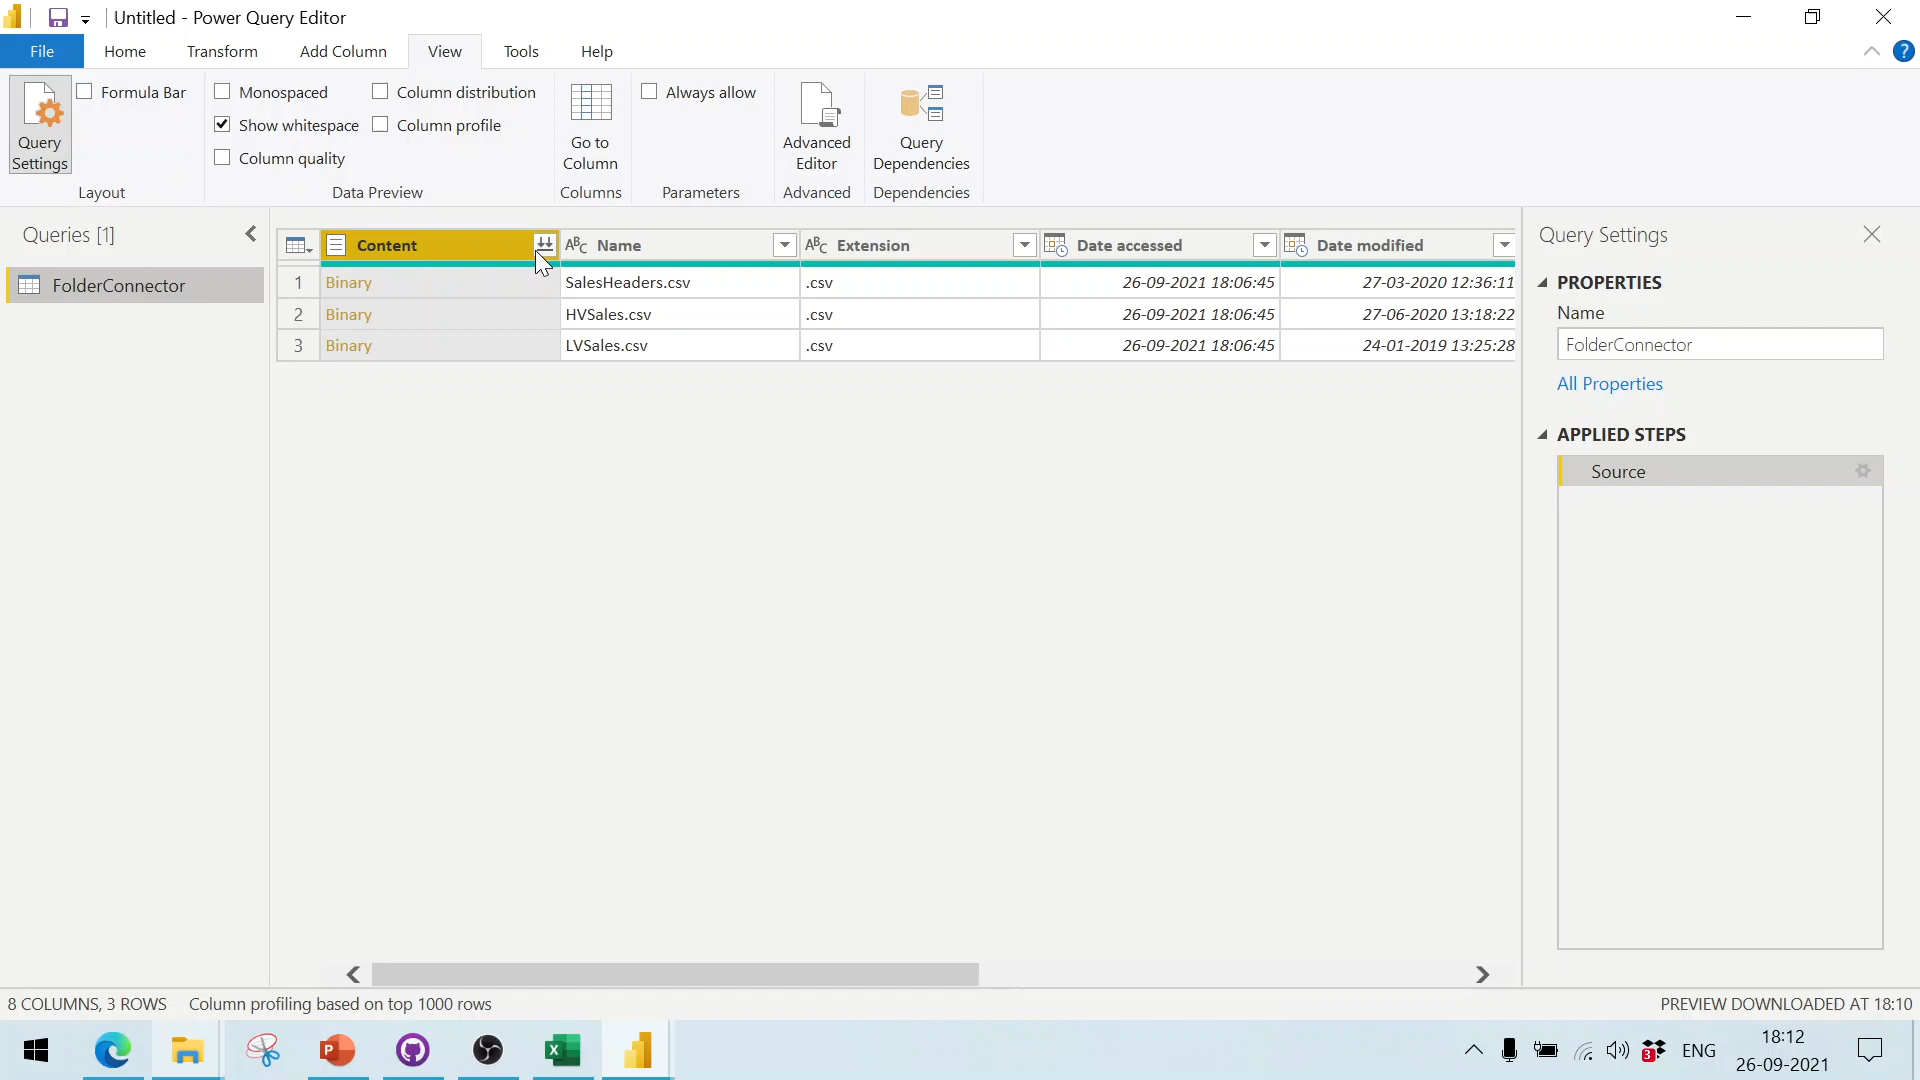 Untitled - Power Query Editor
File Home Transform Add Column View Tools Help
Query Settings
Formula Bar
Layout
Monospaced
Show whitespace
Column quality
Column distribution
Column profile
Data Preview
Go to Column
Columns
Always allow
Parameters
Advanced Editor
Advanced
Query Dependencies
Dependencies
Queries [1]
FolderConnector
Content ABC Name ABC Extension Date accessed Date modified
1 Binary SalesHeaders.csv .csv 26-09-2021 18:06:45 27-03-2020 12:36:11
2 Binary HVSales.csv .csv 26-09-2021 18:06:45 27-06-2020 13:18:22
3 Binary LVSales.csv .csv 26-09-2021 18:06:45 24-01-2019 13:25:28
Query Settings
PROPERTIES
Name
FolderConnector
All Properties
APPLIED STEPS
Source
8 COLUMNS, 3 ROWS Column profiling based on top 1000 rows
PREVIEW DOWNLOADED AT 18:10
ENG
18:12
26-09-2021